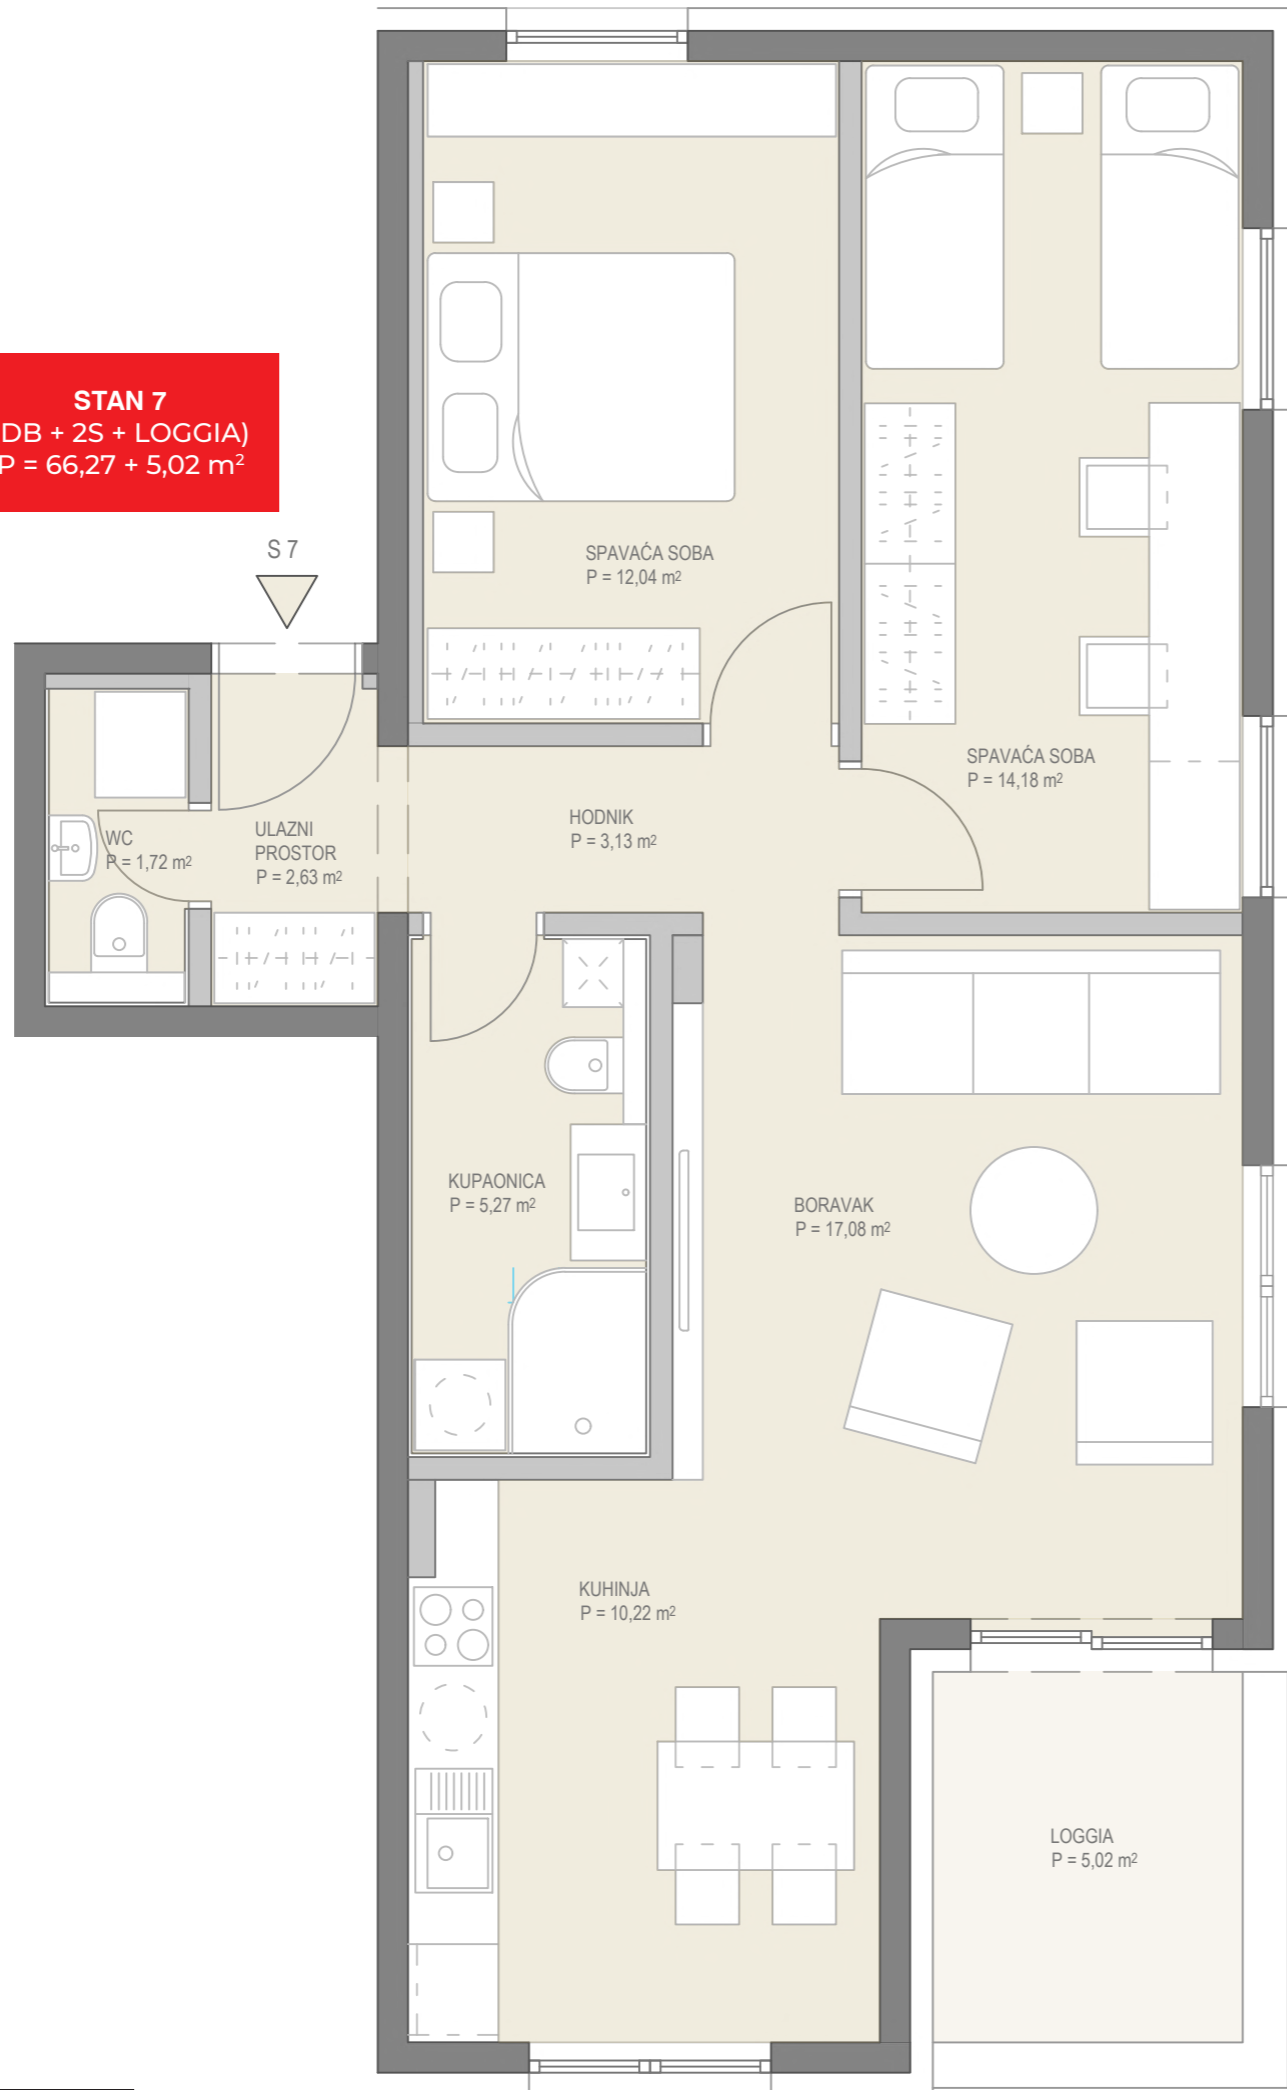 STAN 7
DB + 2S + LOGGIA)
P = 66,27 + 5,02 m²
S 7
SPAVAĆA SOBA
P = 12,04 m²
SPAVAĆA SOBA
P = 14,18 m²
HODNIK
P = 3,13 m²
ULAZNI
PROSTOR
P = 2,63 m²
WC
P = 1,72 m²
KUPAONICA
P = 5,27 m²
BORAVAK
P = 17,08 m²
KUHINJA
P = 10,22 m²
LOGGIA
P = 5,02 m²